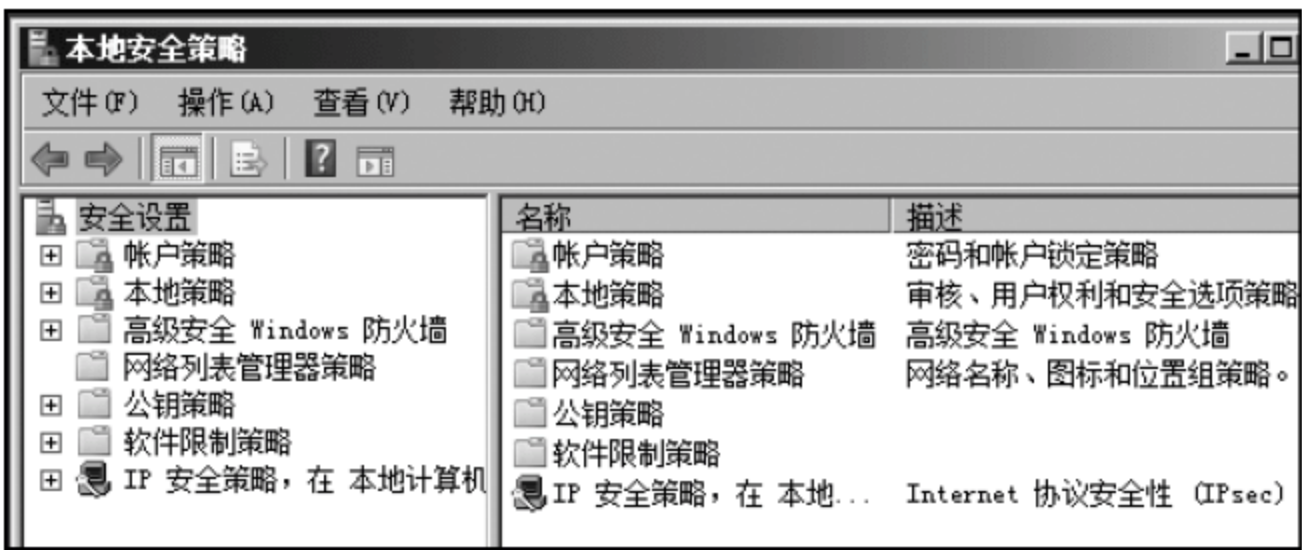 本地安全策略
文件(F) 操作(A) 查看(V) 帮助(H)
安全设置
帐户策略
本地策略
高级安全 Windows 防火墙
网络列表管理器策略
公钥策略
软件限制策略
IP 安全策略，在 本地计算机
名称 描述
帐户策略 密码和帐户锁定策略
本地策略 审核、用户权利和安全选项策略
高级安全 Windows 防火墙 高级安全 Windows 防火墙
网络列表管理器策略 网络名称、图标和位置组策略。
公钥策略
软件限制策略
IP 安全策略，在 本地... Internet 协议安全性 (IPsec)